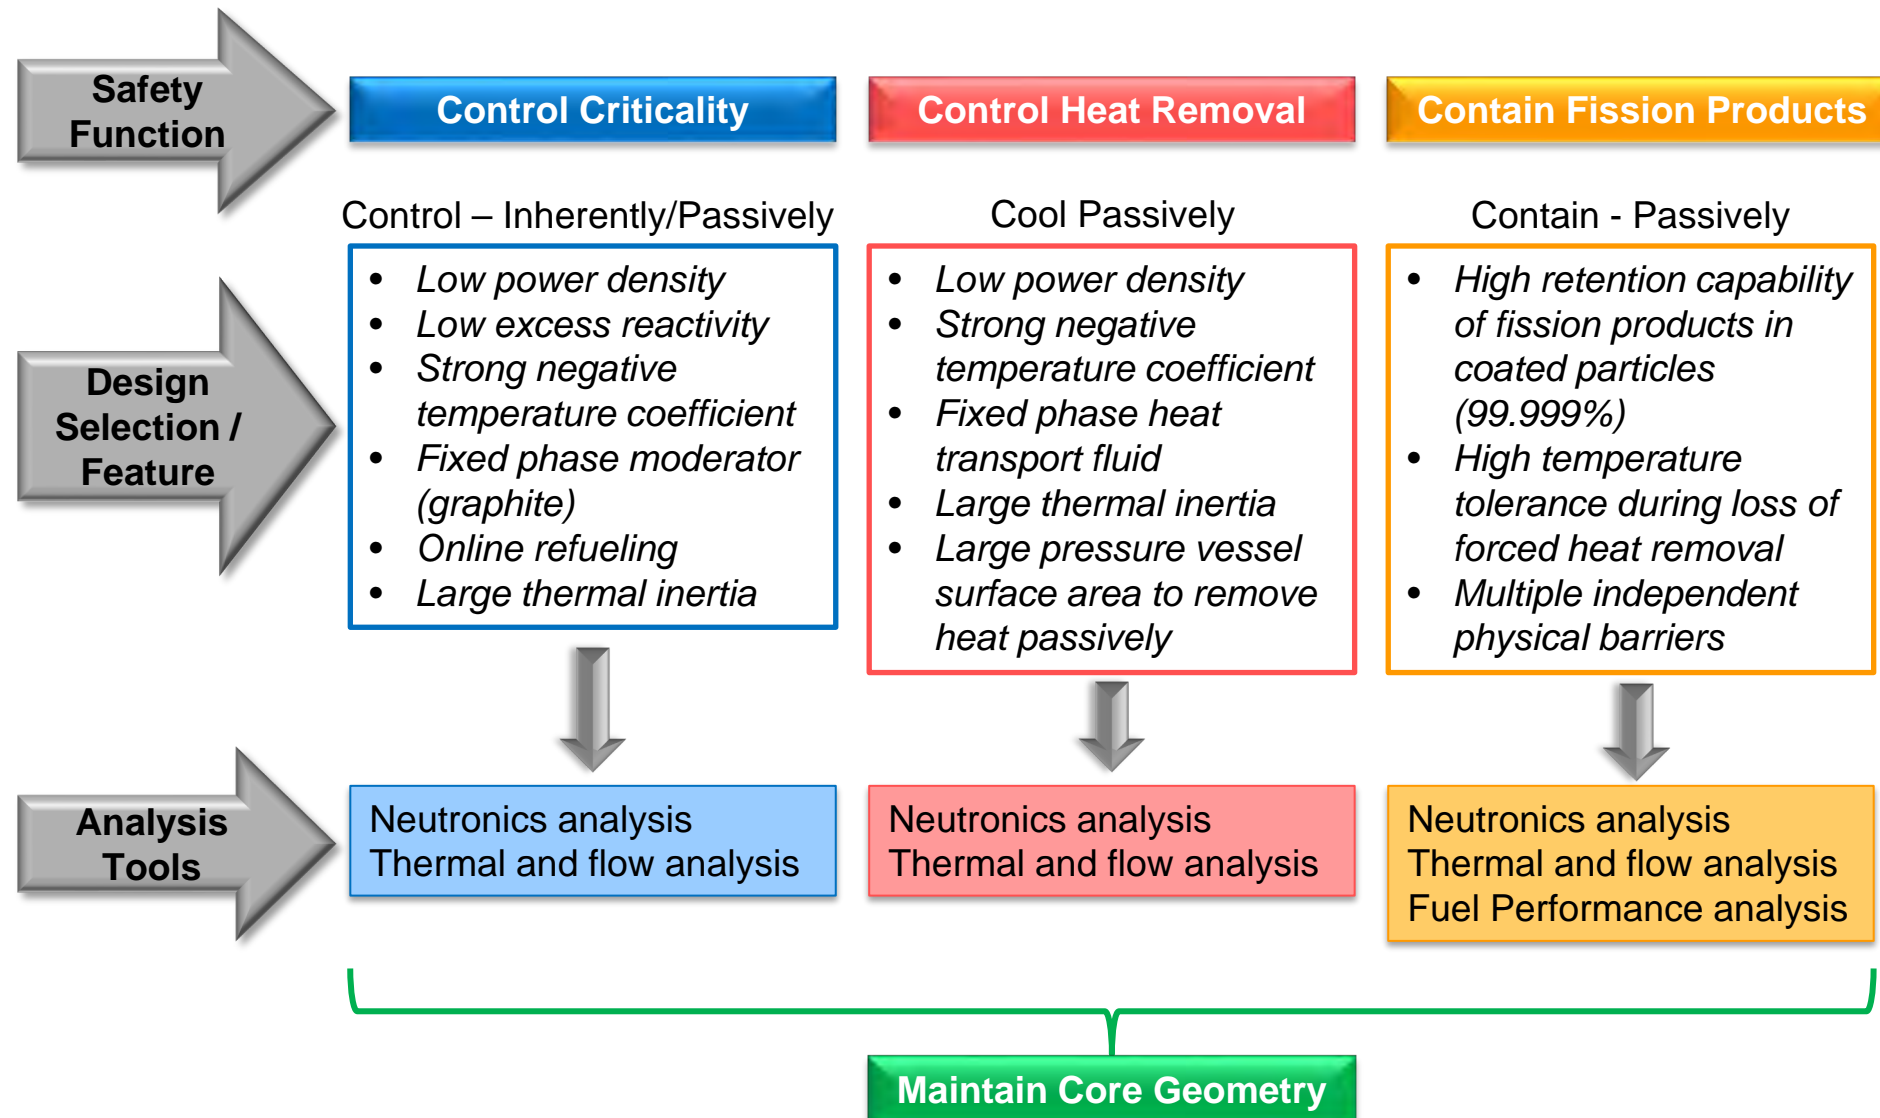 Safety
Function
Control Criticality
Control Heat Removal
Contain Fission Products
Control – Inherently/Passively
Cool Passively
Contain - Passively
Design
Selection /
Feature
• Low power density
• Low excess reactivity
• Strong negative
temperature coefficient
• Fixed phase moderator
(graphite)
• Online refueling
• Large thermal inertia
• Low power density
• Strong negative
temperature coefficient
• Fixed phase heat
transport fluid
• Large thermal inertia
• Large pressure vessel
surface area to remove
heat passively
• High retention capability
of fission products in
coated particles
(99.999%)
• High temperature
tolerance during loss of
forced heat removal
• Multiple independent
physical barriers
Analysis
Tools
Neutronics analysis
Thermal and flow analysis
Neutronics analysis
Thermal and flow analysis
Neutronics analysis
Thermal and flow analysis
Fuel Performance analysis
Maintain Core Geometry